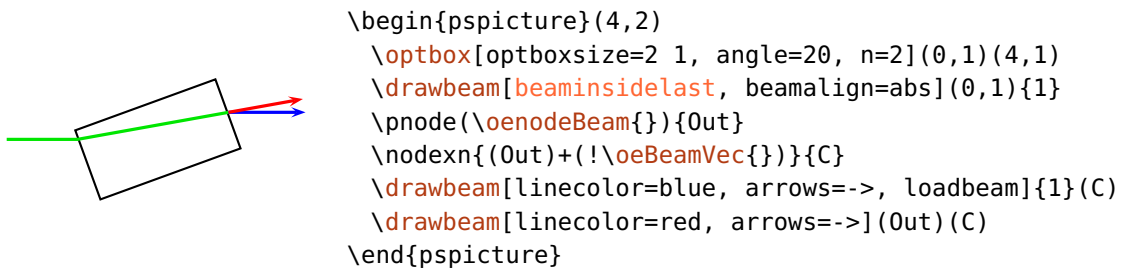 \begin{pspicture}(4,2)
  \optbox[optboxsize=2 1, angle=20, n=2](0,1)(4,1)
  \drawbeam[beaminsidelast, beamalign=abs](0,1){1}
  \pnode(\oenodeBeam{}){Out}
  \nodexn{(Out)+(!\oeBeamVec{})}{C}
  \drawbeam[linecolor=blue, arrows=->, loadbeam]{1}(C)
  \drawbeam[linecolor=red, arrows=->](Out)(C)
\end{pspicture}